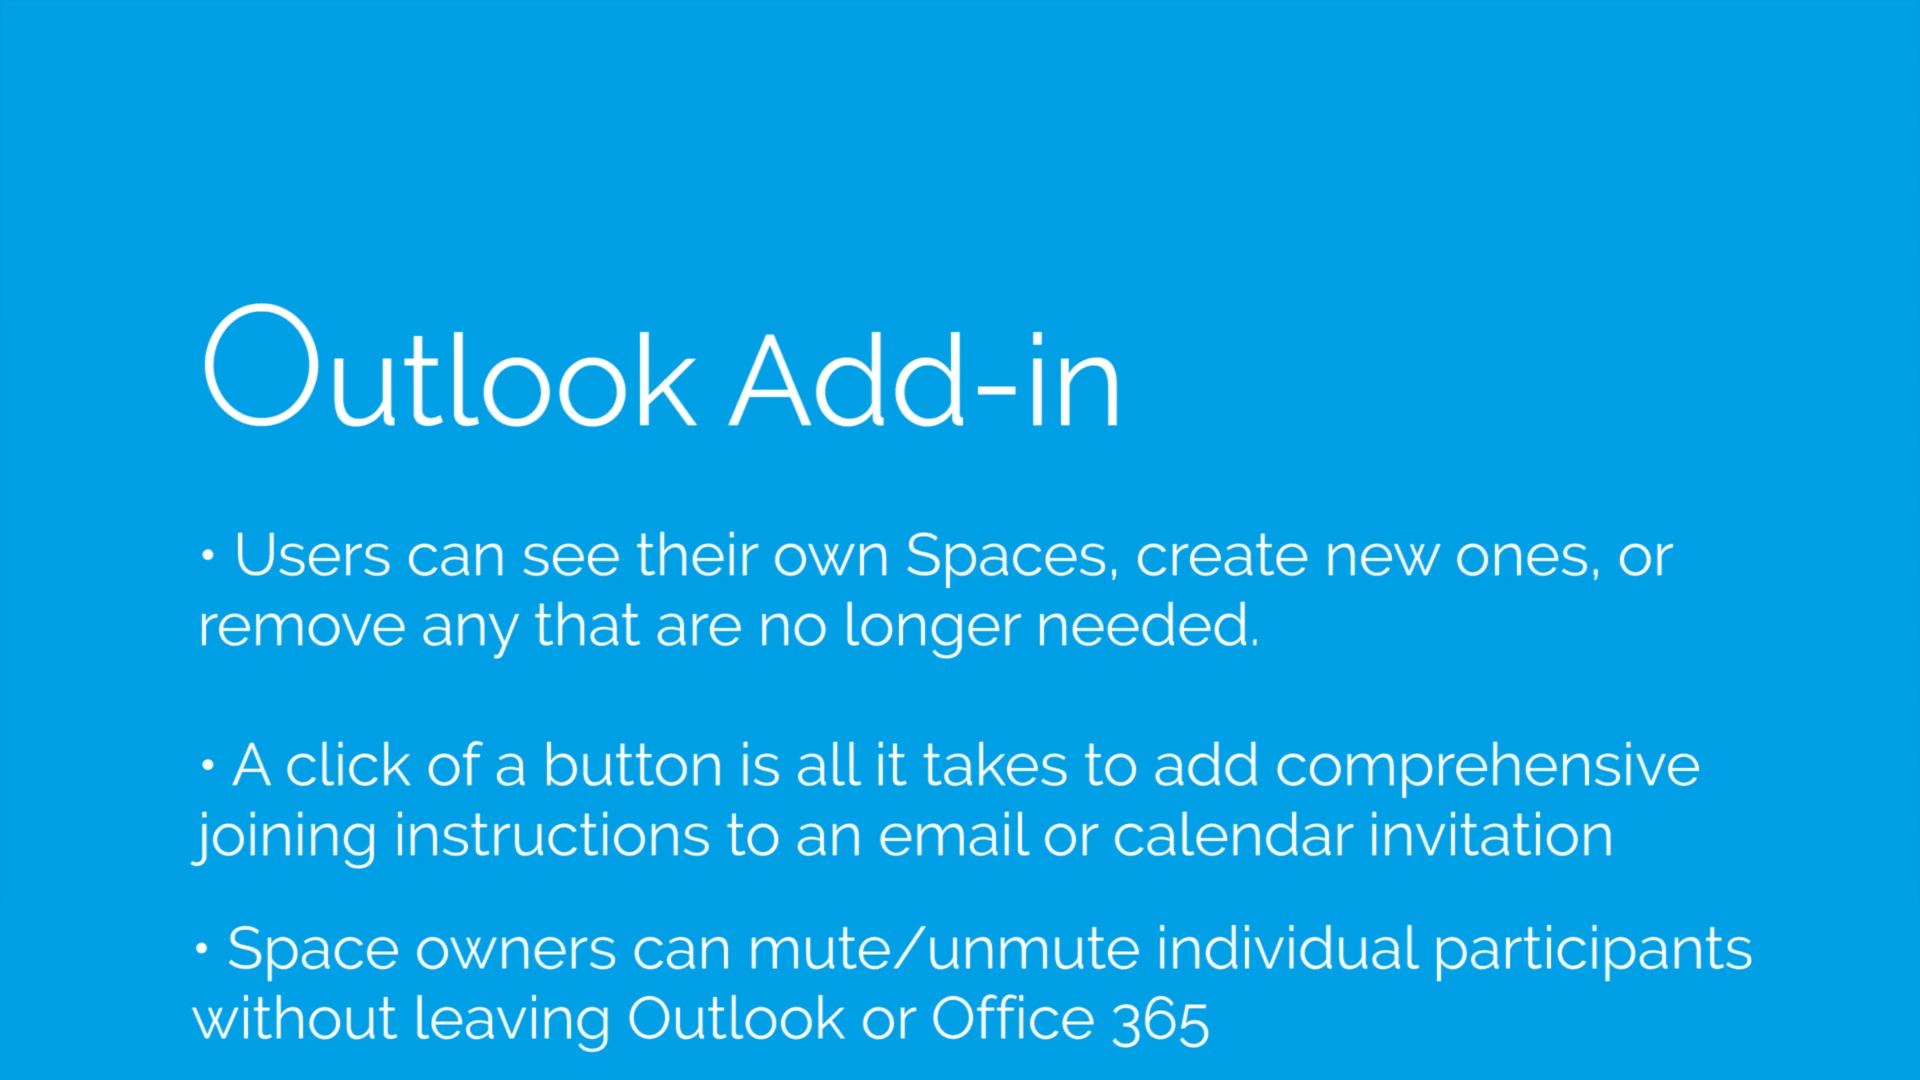 Outlook Add-in
• Users can see their own Spaces, create new ones, or
remove any that are no longer needed.
• A click of a button is all it takes to add comprehensive
joining instructions to an email or calendar invitation
• Space owners can mute/unmute individual participants
without leaving Outlook or Office 365